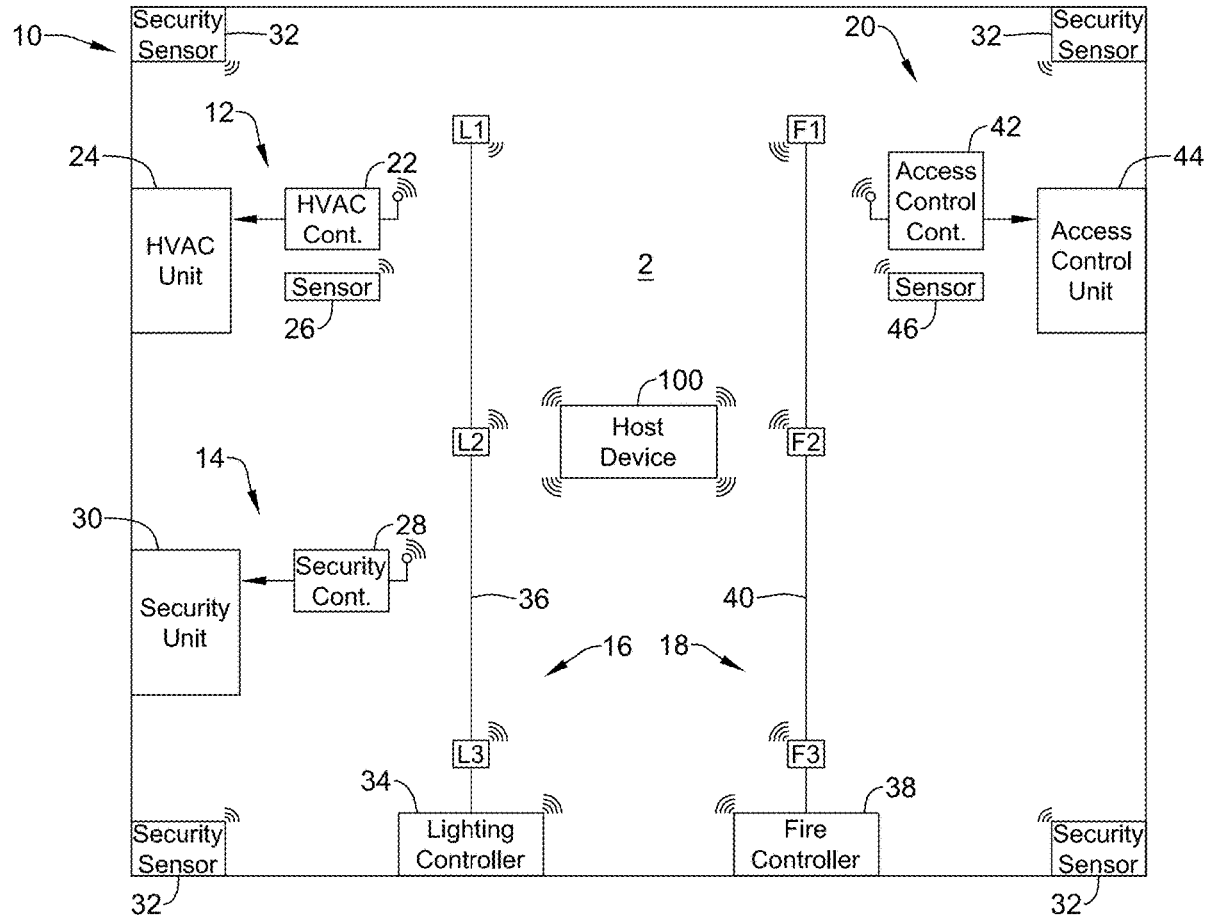 10
Security
Sensor
32
20
32
Security
Sensor
12
L1
F1
42
24
22
44
HVAC
Unit
HVAC
Cont.
Access
Control
Cont.
Access
Control
Unit
2
Sensor
26
Sensor
46
100
L2
Host
Device
F2
14
30
28
Security
Unit
Security
Cont.
36
40
16
18
L3
F3
34
38
Security
Sensor
32
Lighting
Controller
Fire
Controller
Security
Sensor
32